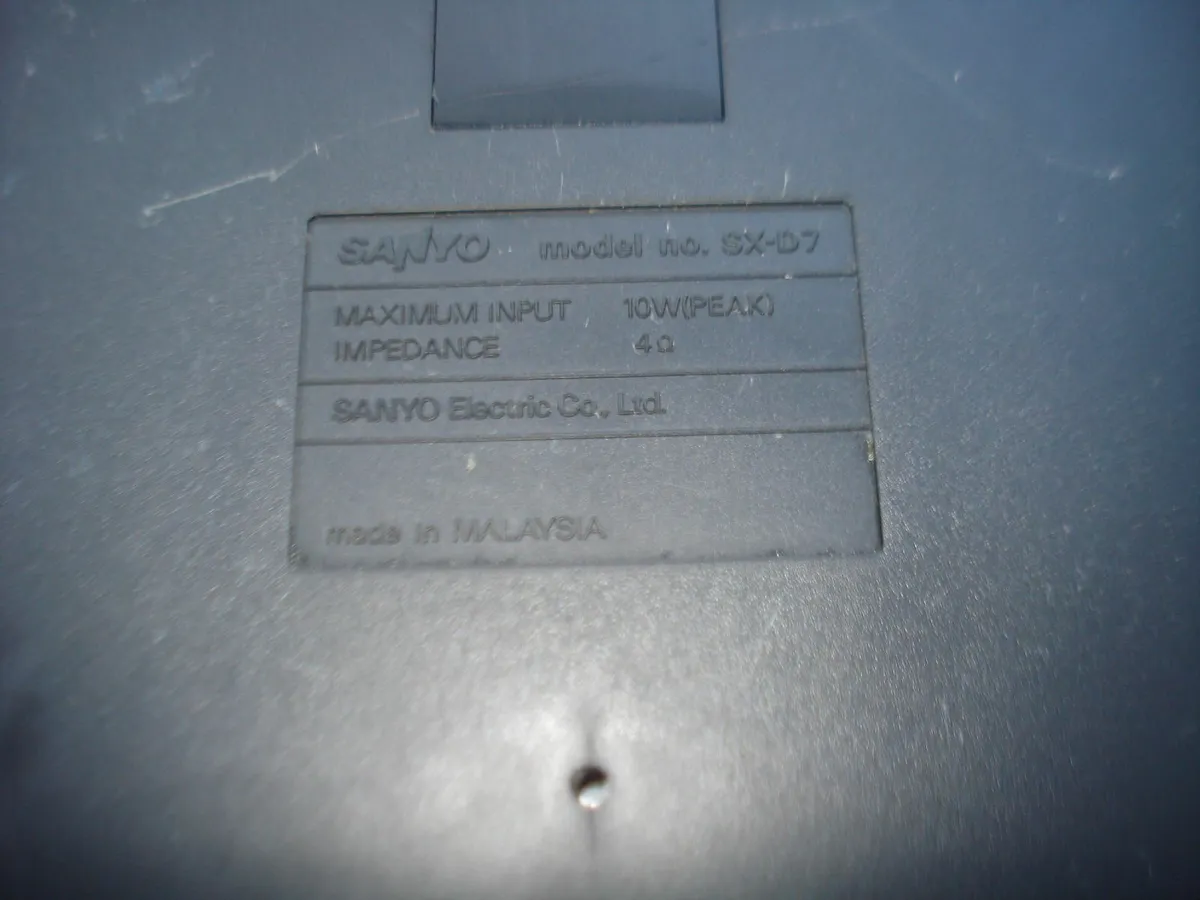 SANYO model no. SX-D7
MAXIMUM INPUT 10W(PEAK)
IMPEDANCE 4Ω
SANYO Electric Co., Ltd.
made in MALAYSIA